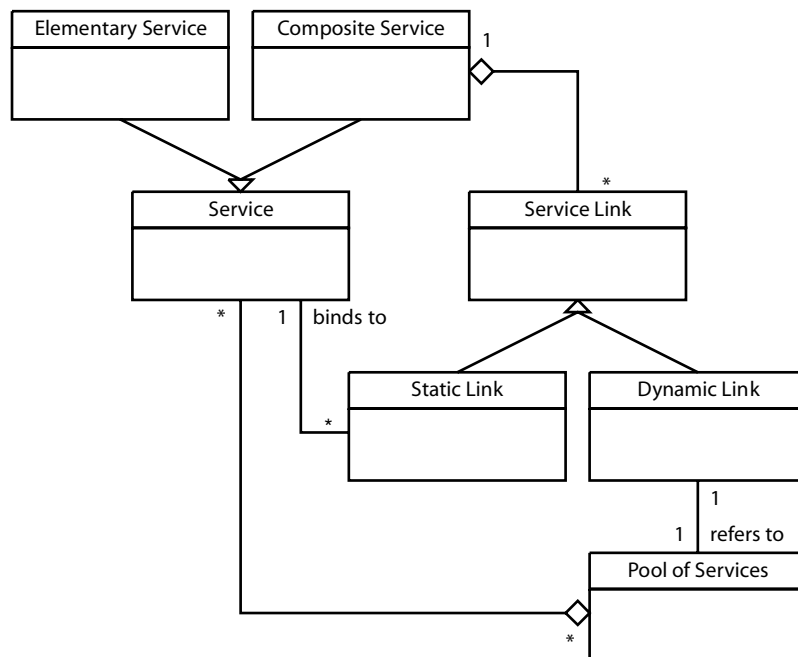 Elementary Service
Composite Service
1
*
Service
Service Link
*
1
binds to
Static Link
Dynamic Link
*
1
1
refers to
Pool of Services
*